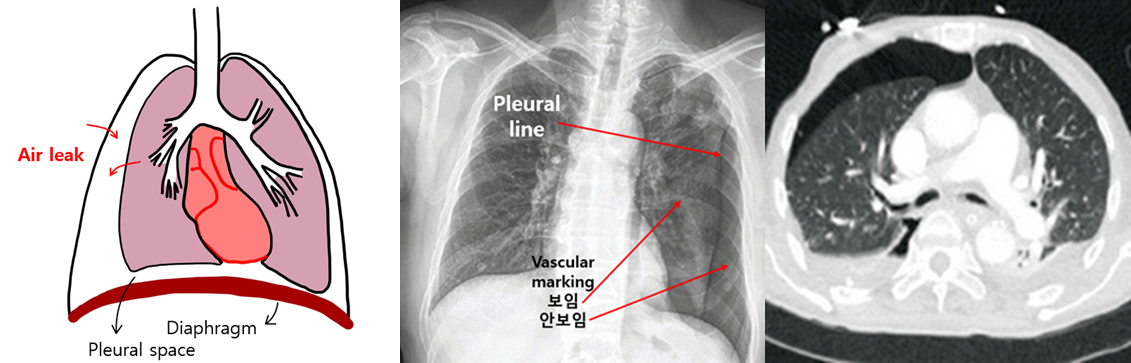 Air leak
Diaphragm
Pleural space
Pleural
line
Vascular
marking
보임
안보임